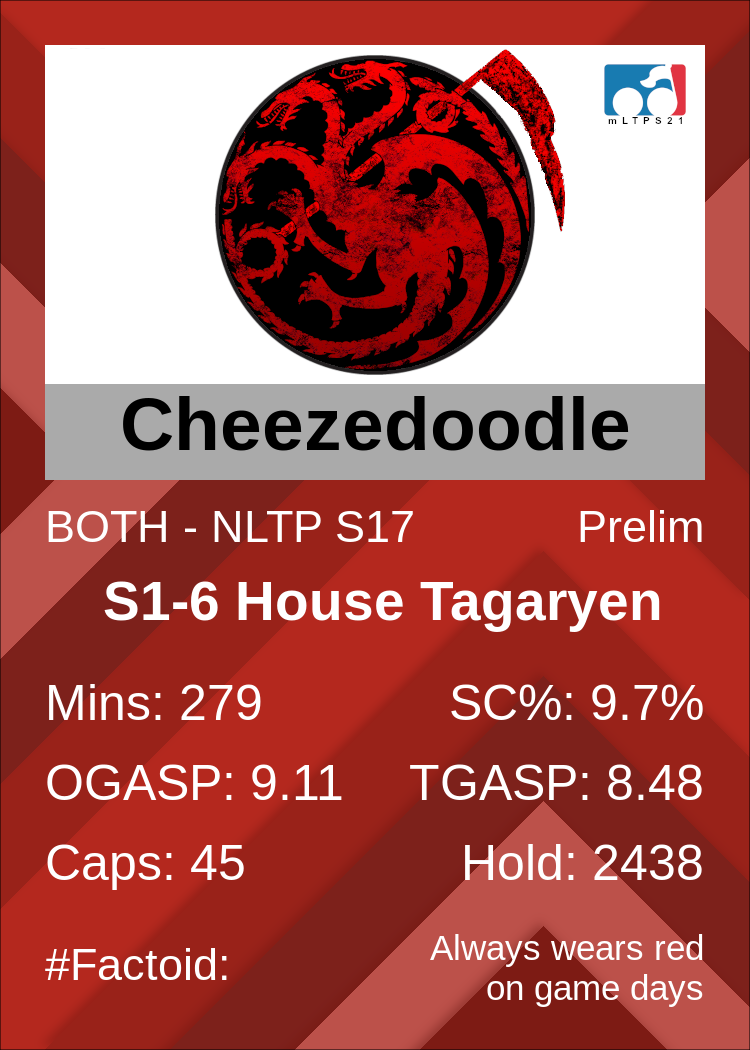 mLTPS21
Cheezedoodle
BOTH - NLTP S17 Prelim
S1-6 House Tagaryen
Mins: 279 SC%: 9.7%
OGASP: 9.11 TGASP: 8.48
Caps: 45 Hold: 2438
#Factoid: Always wears red
on game days